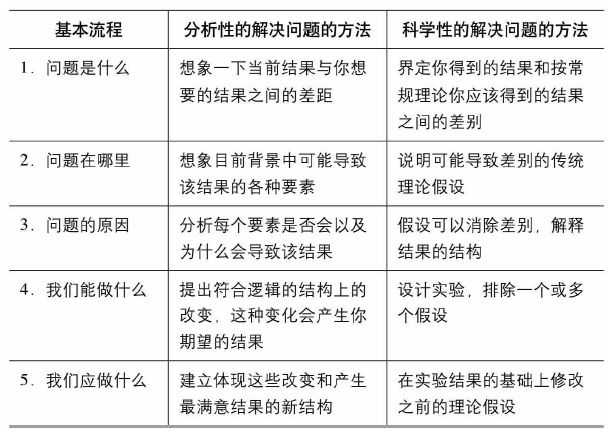 基本流程 分析性的解决问题的方法 科学性的解决问题的方法
1. 问题是什么
想象一下当前结果与你想
要的结果之间的差距
界定你得到的结果和按常
规理论你应该得到的结果
之间的差别
2. 问题在哪里
想象目前背景中可能导致
该结果的各种要素
说明可能导致差别的传统
理论假设
3. 问题的原因
分析每个要素是否会以及
为什么会导致该结果
假设可以消除差别，解释
结果的结构
4. 我们能做什么
提出符合逻辑的结构上的
改变，这种变化会产生你
期望的结果
设计实验，排除一个或多
个假设
5. 我们应做什么
建立体现这些改变和产生
最满意结果的新结构
在实验结果的基础上修改
之前的理论假设